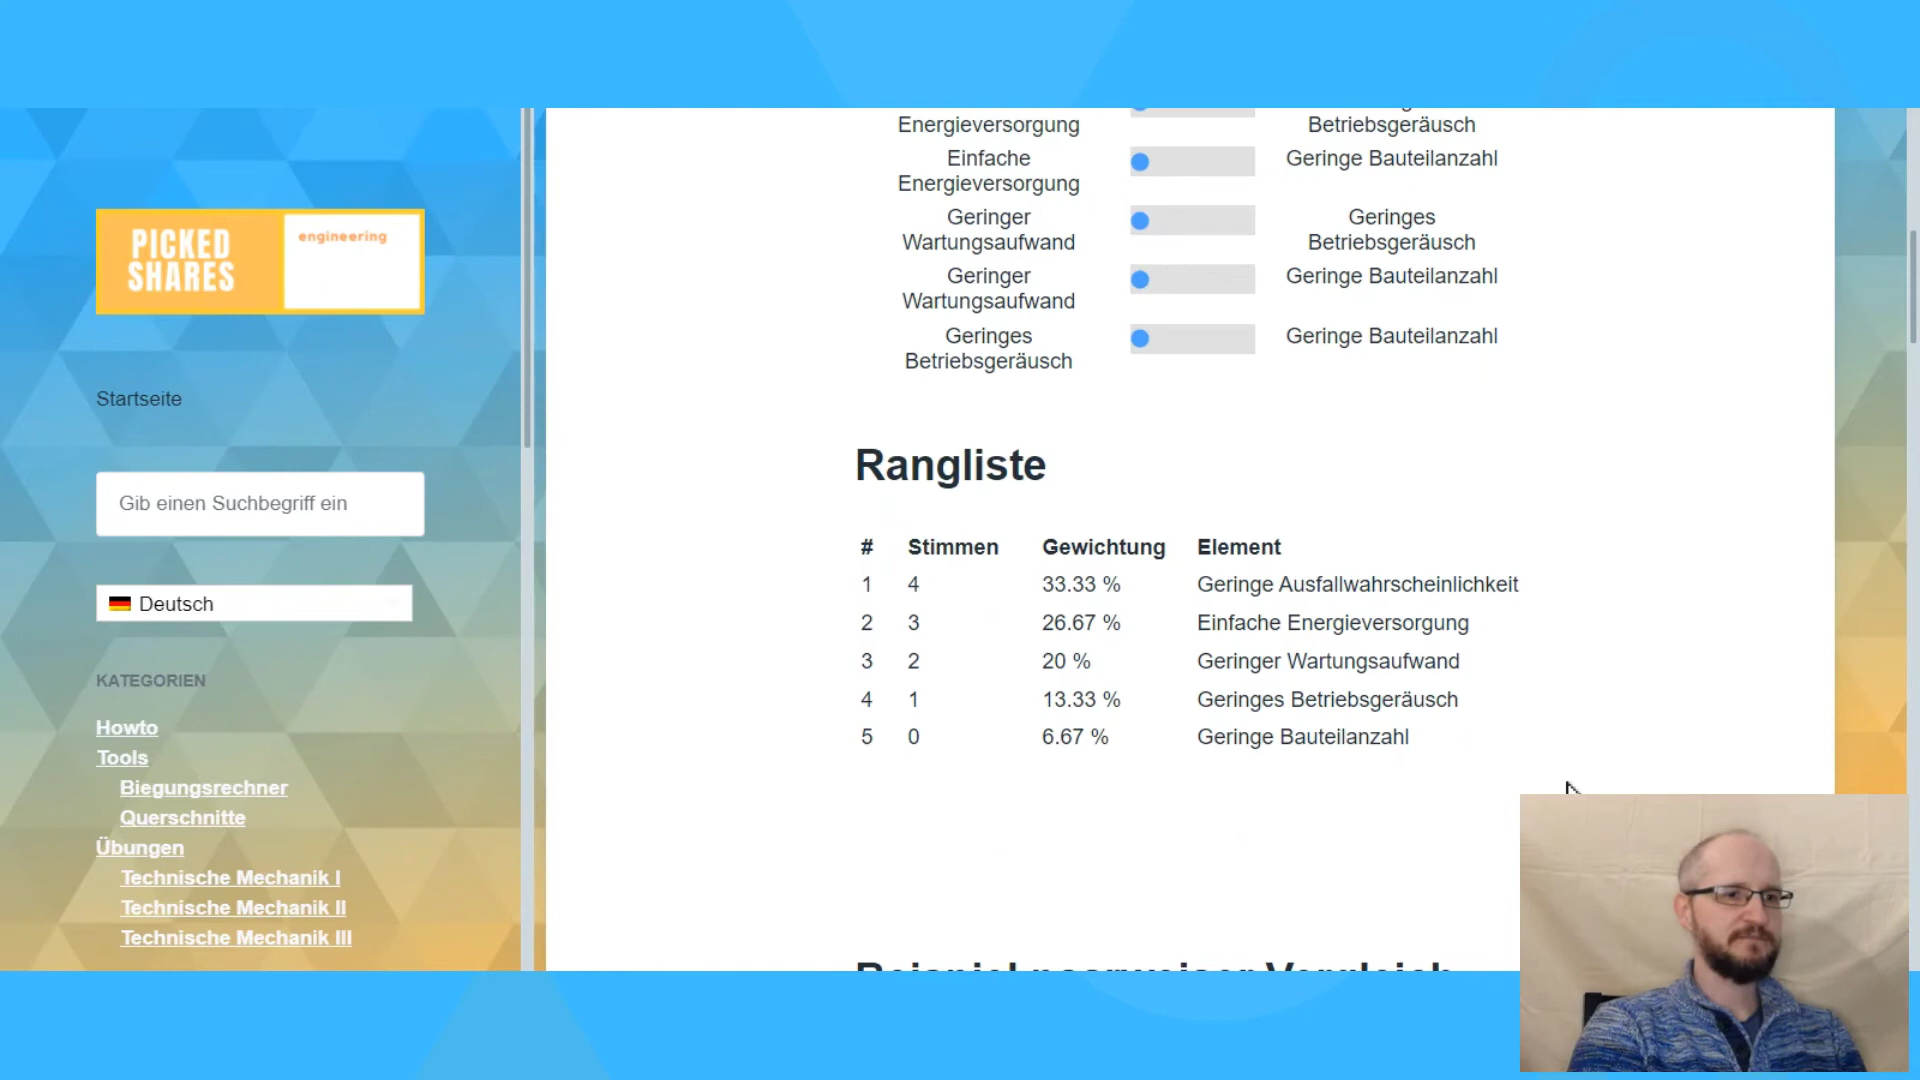 PICKED
SHARES
engineering
Startseite
Gib einen Suchbegriff ein
Deutsch
KATEGORIEN
Howto
Tools
Biegungsrechner
Querschnitte
Übungen
Technische Mechanik I
Technische Mechanik II
Technische Mechanik III
Energieversorgung Betriebsgeräusch
Einfache Geringe Bauteilanzahl
Energieversorgung
Geringer Geringes
Wartungsaufwand Betriebsgeräusch
Geringer Geringe Bauteilanzahl
Wartungsaufwand
Geringes Geringe Bauteilanzahl
Betriebsgeräusch
Rangliste
# Stimmen Gewichtung Element
1 4 33.33 % Geringe Ausfallwahrscheinlichkeit
2 3 26.67 % Einfache Energieversorgung
3 2 20 % Geringer Wartungsaufwand
4 1 13.33 % Geringes Betriebsgeräusch
5 0 6.67 % Geringe Bauteilanzahl
Beispiel paarweiser Vergleich